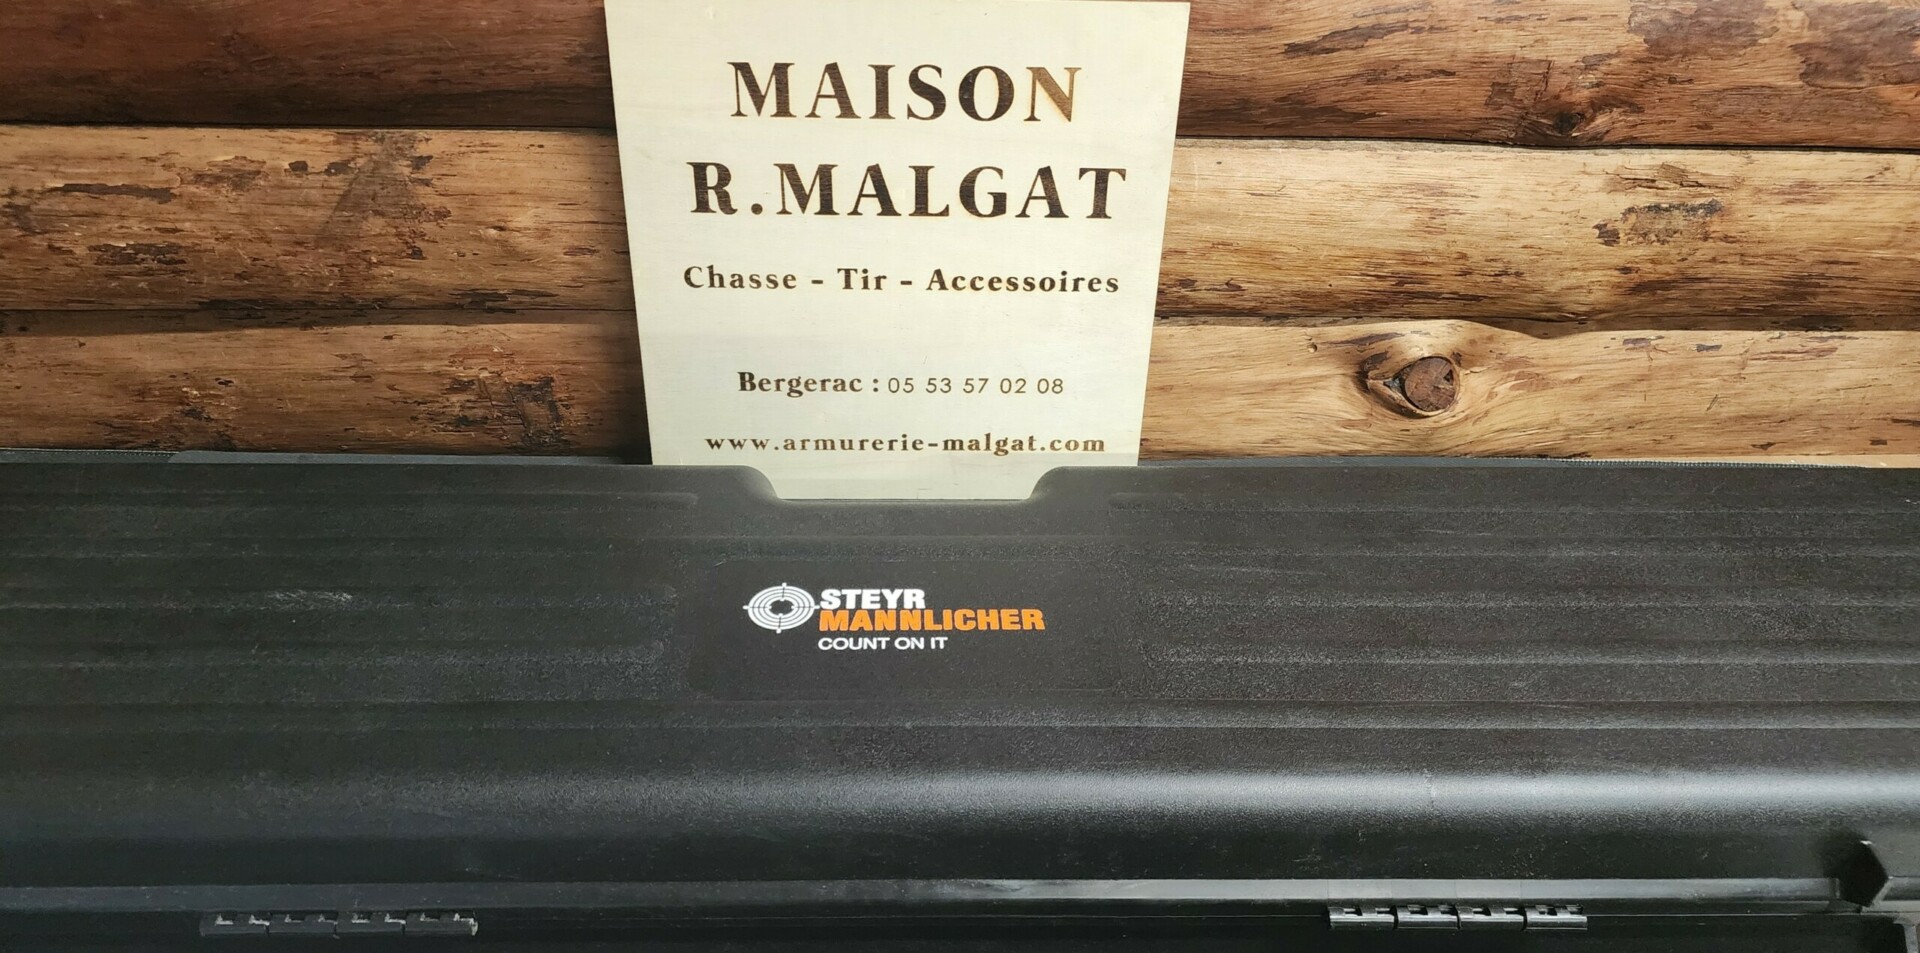 MAISON
R.MALGAT
Chasse - Tir - Accessoires
Bergerac : 05 53 57 02 08
www.armurerie-malgat.com
STEYR
MANNLICHER
COUNT ON IT